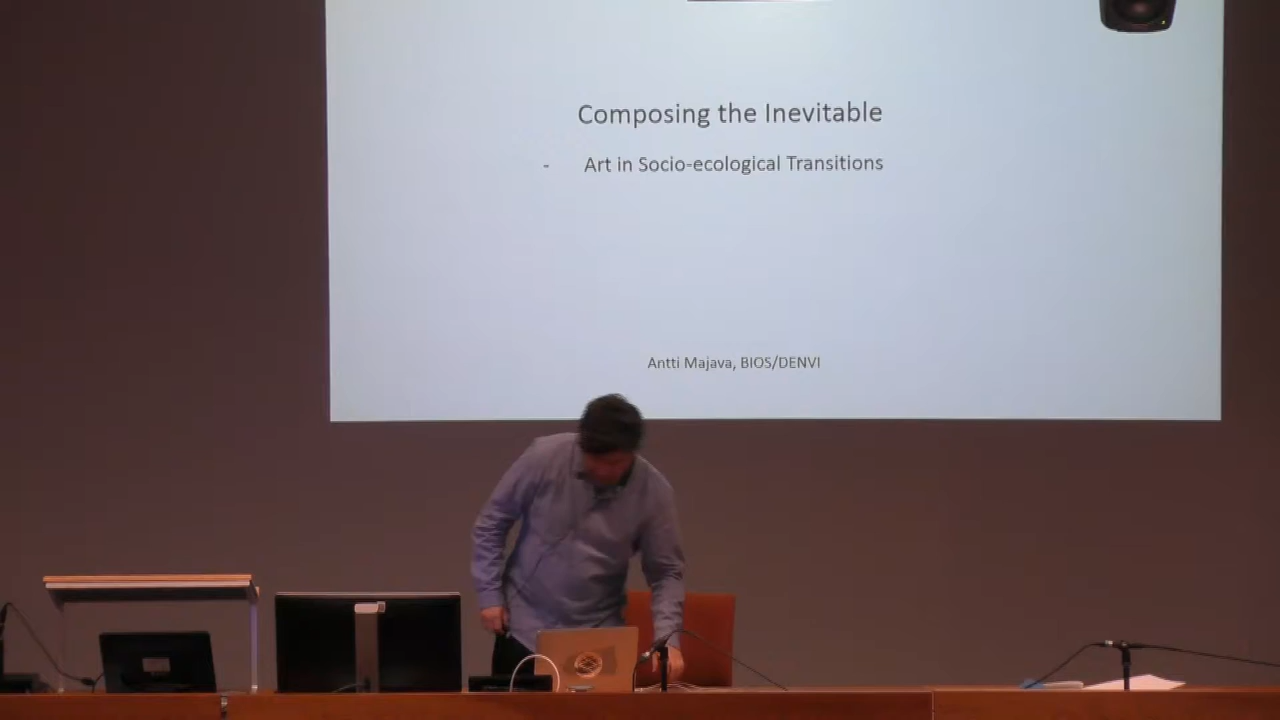 Composing the Inevitable
- Art in Socio-ecological Transitions
Antti Majava, BIOS/DENVI